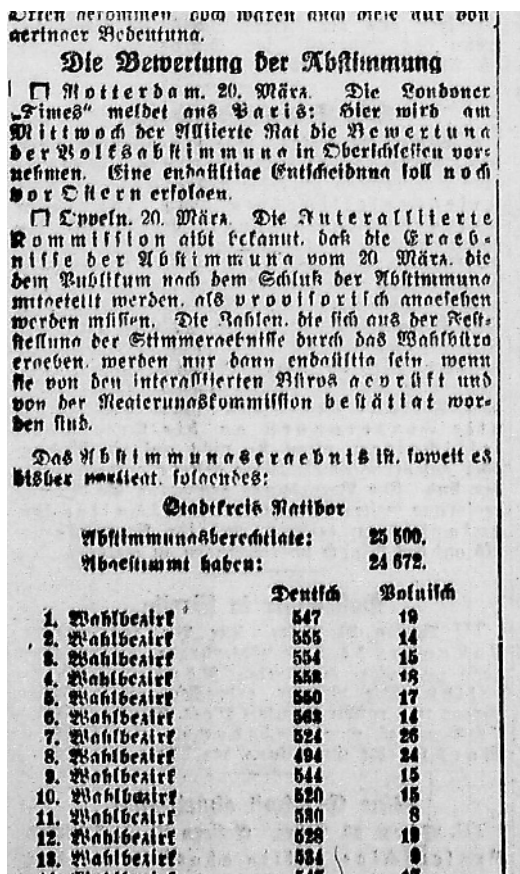 Orten gekommen, doch waren auch diese nur von
geringer Bedeutung.
Die Bewertung der Abstimmung
Rotterdam, 20. März. Die Londoner
„Times“ meldet aus Paris: Hier wird am
Mittwoch der Alliierte Rat die Bewertung
der Volksabstimmung in Oberschlesien vor-
nehmen. Eine endgültige Entscheidung soll noch
vor Ostern erfolgen.
Oppeln, 20. März. Die Interalliierte
Kommission gibt bekannt, daß die Ergeb-
nisse der Abstimmung vom 20. März, die
dem Publikum nach dem Schluß der Abstimmung
mitgeteilt werden, als provisorisch angesehen
werden müssen. Die Zahlen, die sich aus der Fest-
stellung der Stimmergebnisse durch das Wahlbüro
ergeben, werden nur dann endgültig sein, wenn
sie von den interalliierten Büros geprüft und
von der Regierungskommission bestätigt wor-
den sind.
Das Abstimmungsergebnis ist, soweit es
bisher vorliegt, folgendes:
Stadtkreis Ratibor
Abstimmungsberechtigte: 25 500.
Abgestimmt haben: 24 672.
Deutsch Polnisch
1. Wahlbezirk 547 19
2. Wahlbezirk 555 14
3. Wahlbezirk 554 15
4. Wahlbezirk 18
5. Wahlbezirk 550 17
6. Wahlbezirk 563 14
7. Wahlbezirk 524 26
8. Wahlbezirk 494 24
9. Wahlbezirk 544 15
10. Wahlbezirk 520 15
11. Wahlbezirk 8
12. Wahlbezirk 528 19
13. Wahlbezirk 534 9